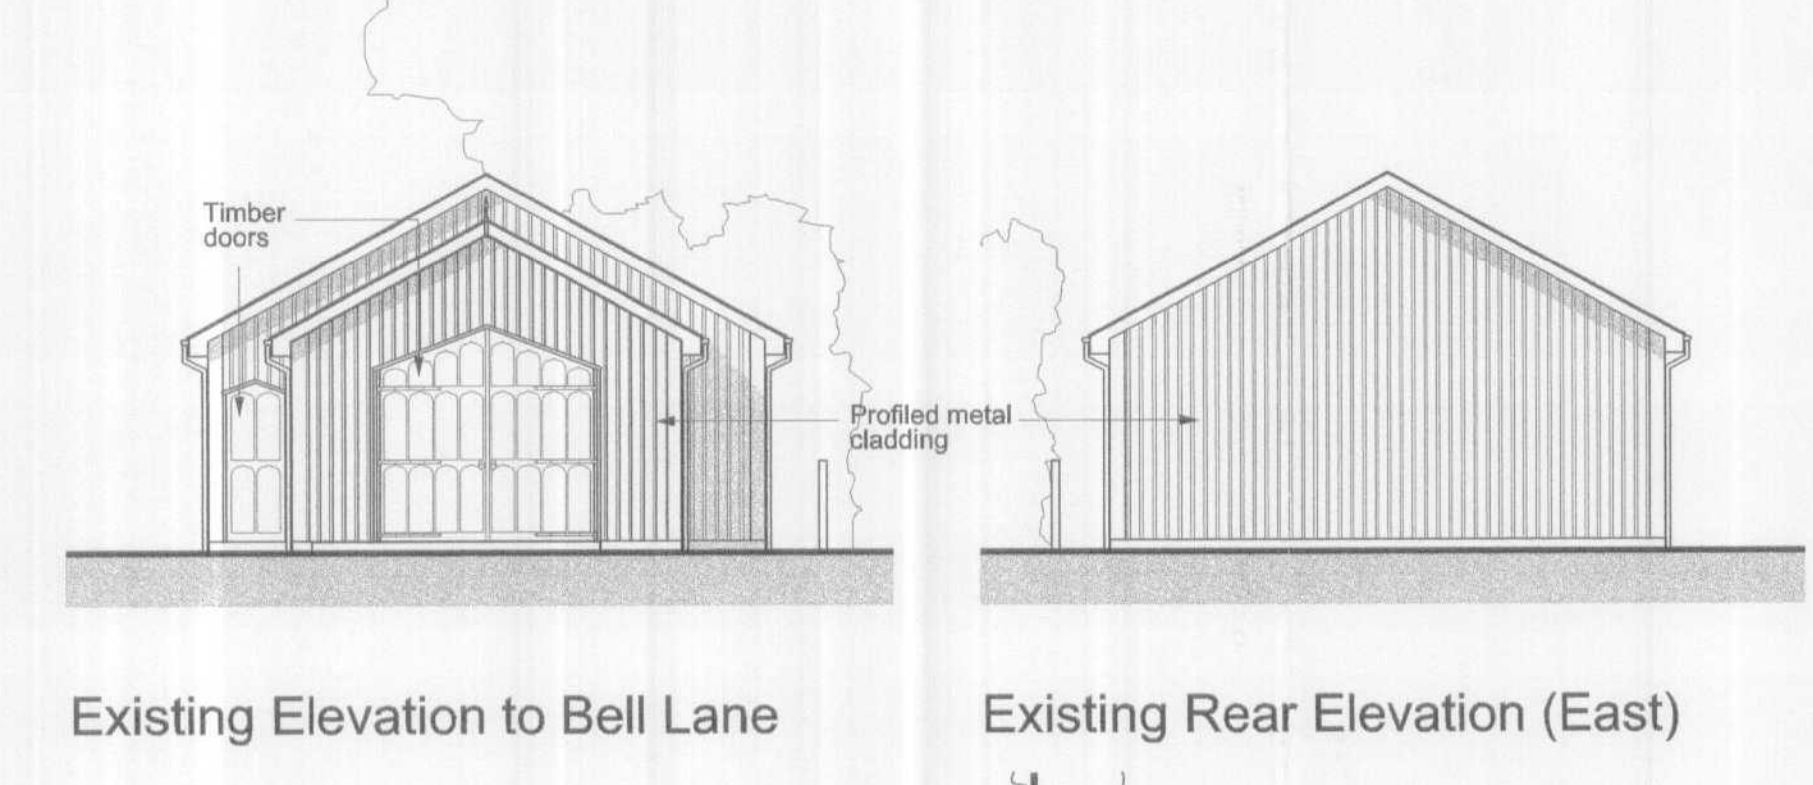 Timber
doors
Profiled metal
cladding
Existing Elevation to Bell Lane
Existing Rear Elevation (East)